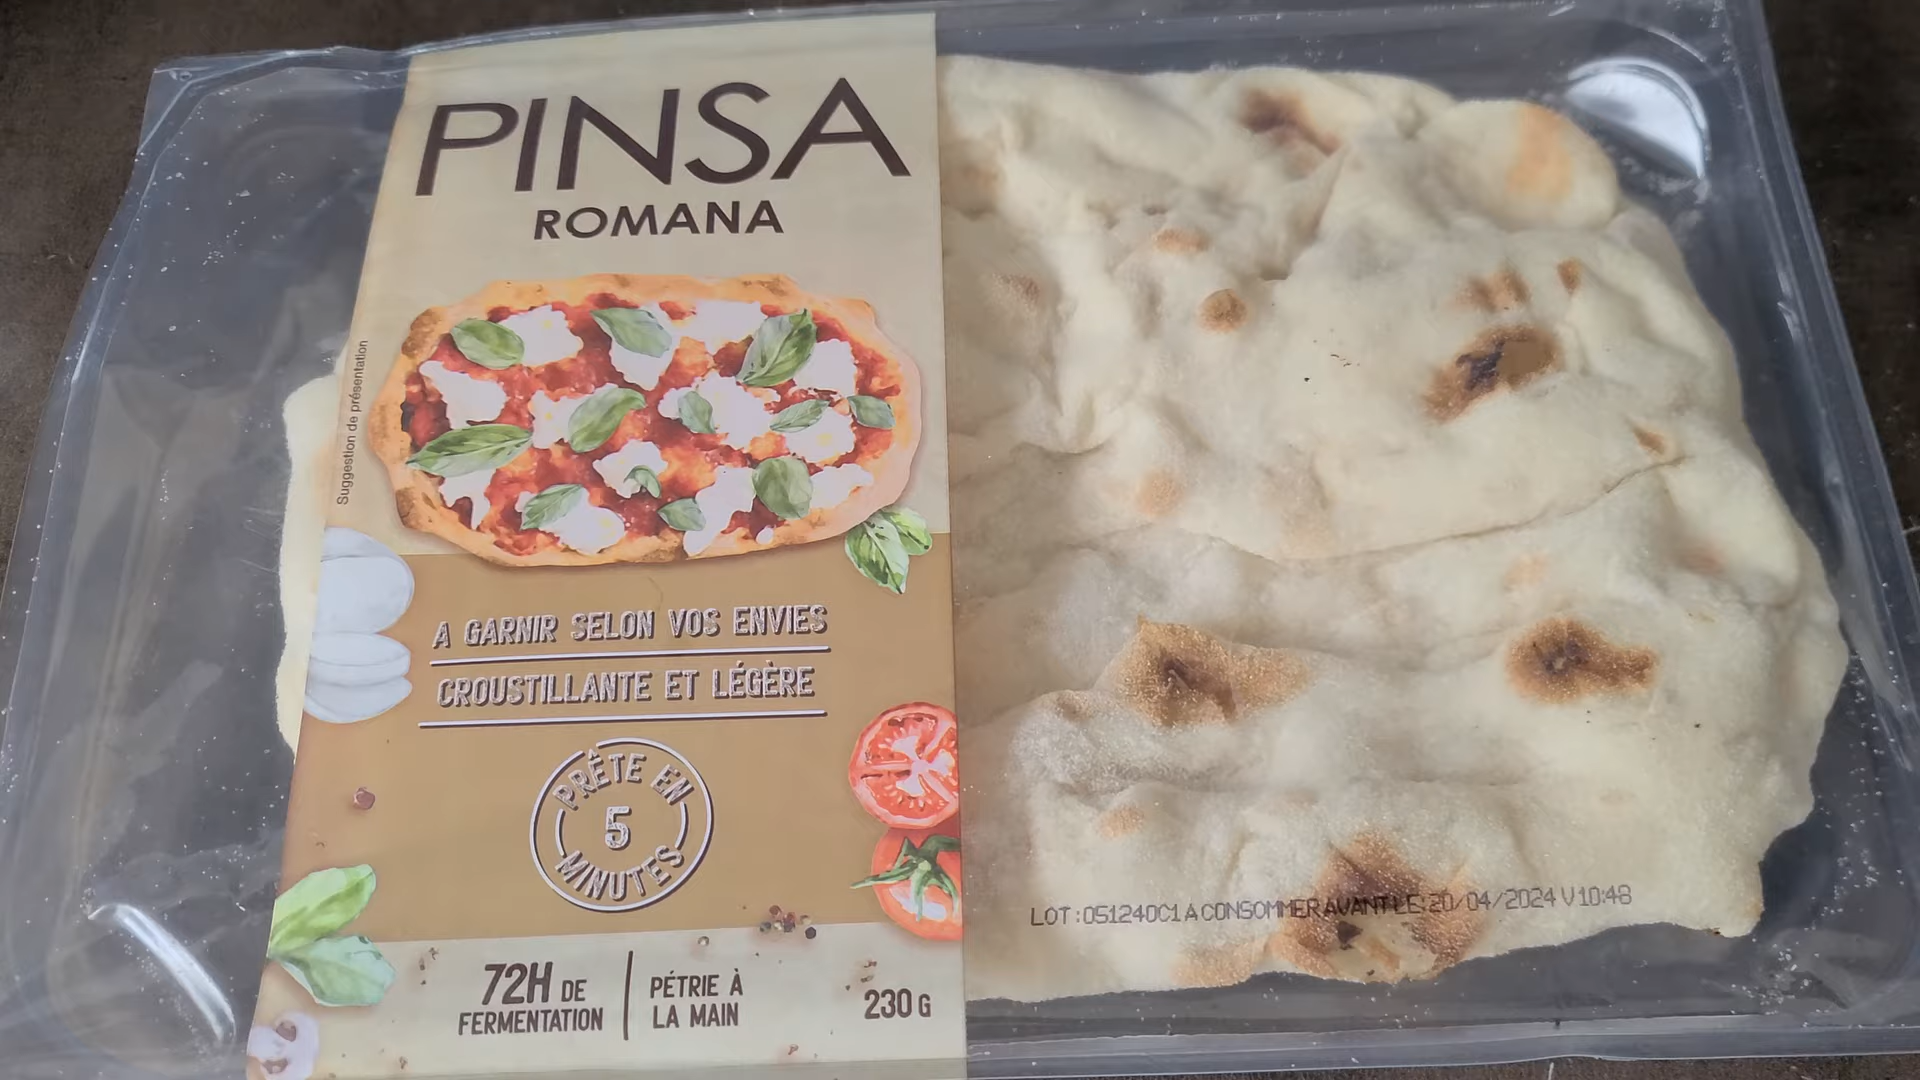 PINSA
ROMANA
Suggestion de présentation
A GARNIR SELON VOS ENVIES
CROUSTILLANTE ET LÉGÈRE
PRÊTE EN
5
MINUTES
72H DE
FERMENTATION
PÉTRIE À
LA MAIN
230 G
LOT:051240C1 A CONSOMMER AVANT LE:20/04/2024 V10:48